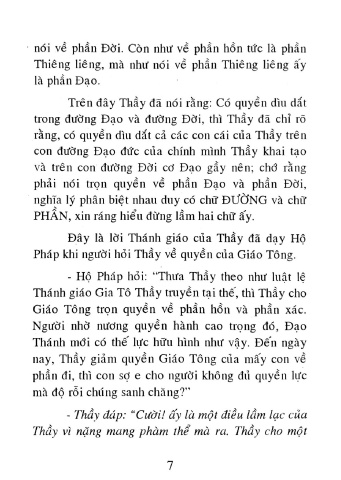 nói về phần Đời. Còn như về phần hồn tức là phần
Thiêng liêng, mà như nói về phần Thiêng liêng ấy
là phần Đạo.
Trên đây Thầy đã nói rằng: Có quyền dìu dất
trong đường Đạo và đường Đời, thì Thầy đã chỉ rõ
rằng, có quyền dìu dất cả các con cái của Thầy trên
con đường Đạo đức của chính mình Thầy khai tạo
và trên con đường Đời cơ Đạo gầy nên; chớ rằng
phải nói trọn quyền về phần Đạo và phần Đời,
nghĩa lý phân biệt nhau duy có chữ ĐƯỜNG và chữ
PHẦN, xin ráng hiểu đừng lầm hai chữ ấy.
Đây là lời Thánh giáo của Thầy đã dạy Hộ
Pháp khi người hỏi Thầy về quyền của Giáo Tông.
- Hộ Pháp hỏi: “Thưa Thầy theo như luật lệ
Thánh giáo Gia Tô Thầy truyền tại thế, thì Thầy cho
Giáo Tông trọn quyền về phần hồn và phần xác.
Người nhờ nương quyền hành cao trọng đó, Đạo
Thánh mới có thế lực hữu hình như vậy. Đến ngày
nay, Thầy giảm quyền Giáo Tông của mấy con về
phần đi, thì con sợ e cho người không đủ quyền lực
mà độ rỗi chúng sanh chăng?”
- Thầy đáp: “Cười! ấy là một điều lầm lạc của
Thầy vì nặng mang phàm thể mà ra. Thầy cho một
7